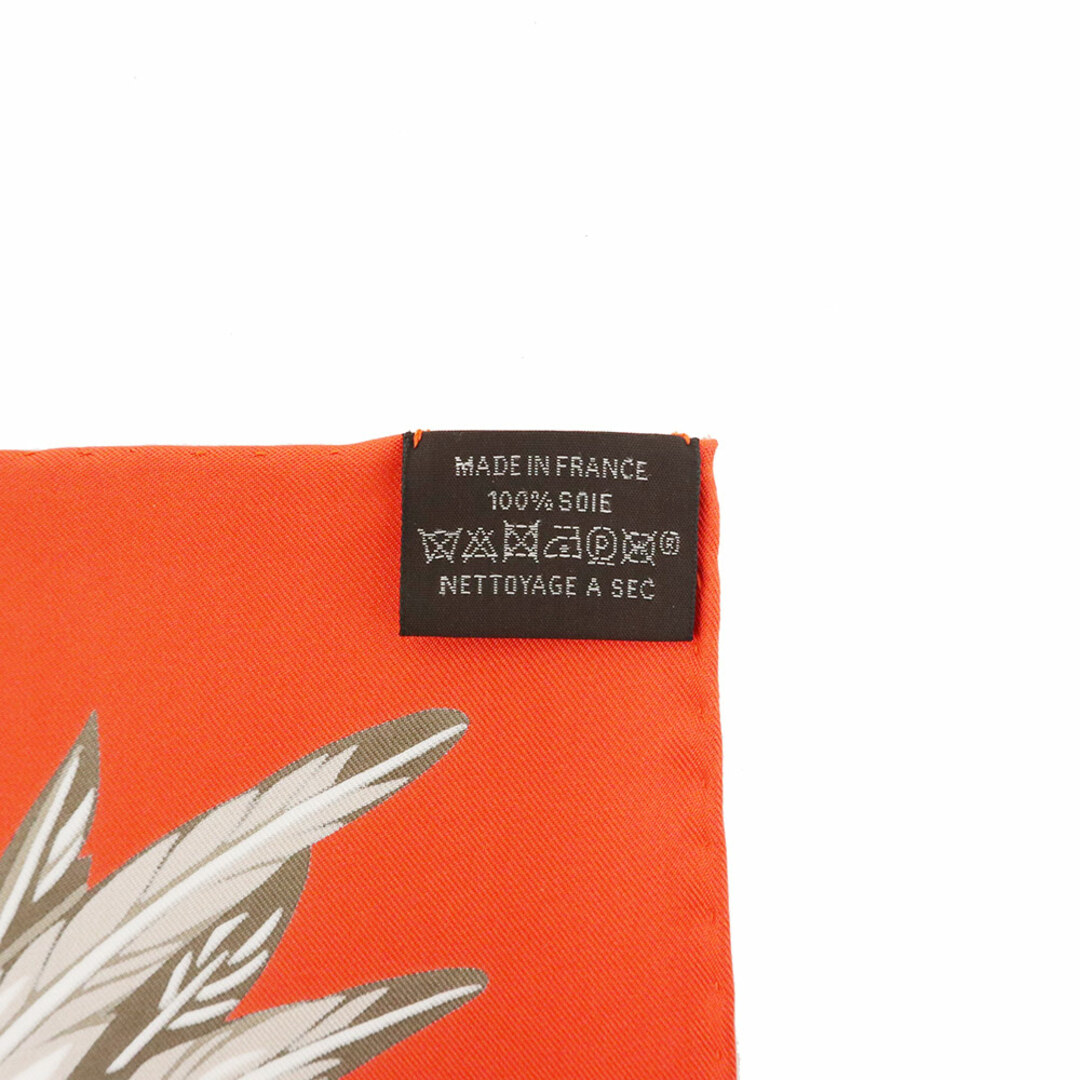 MADE IN FRANCE
100% SOIE
P ®
NETTOYAGE A SEC